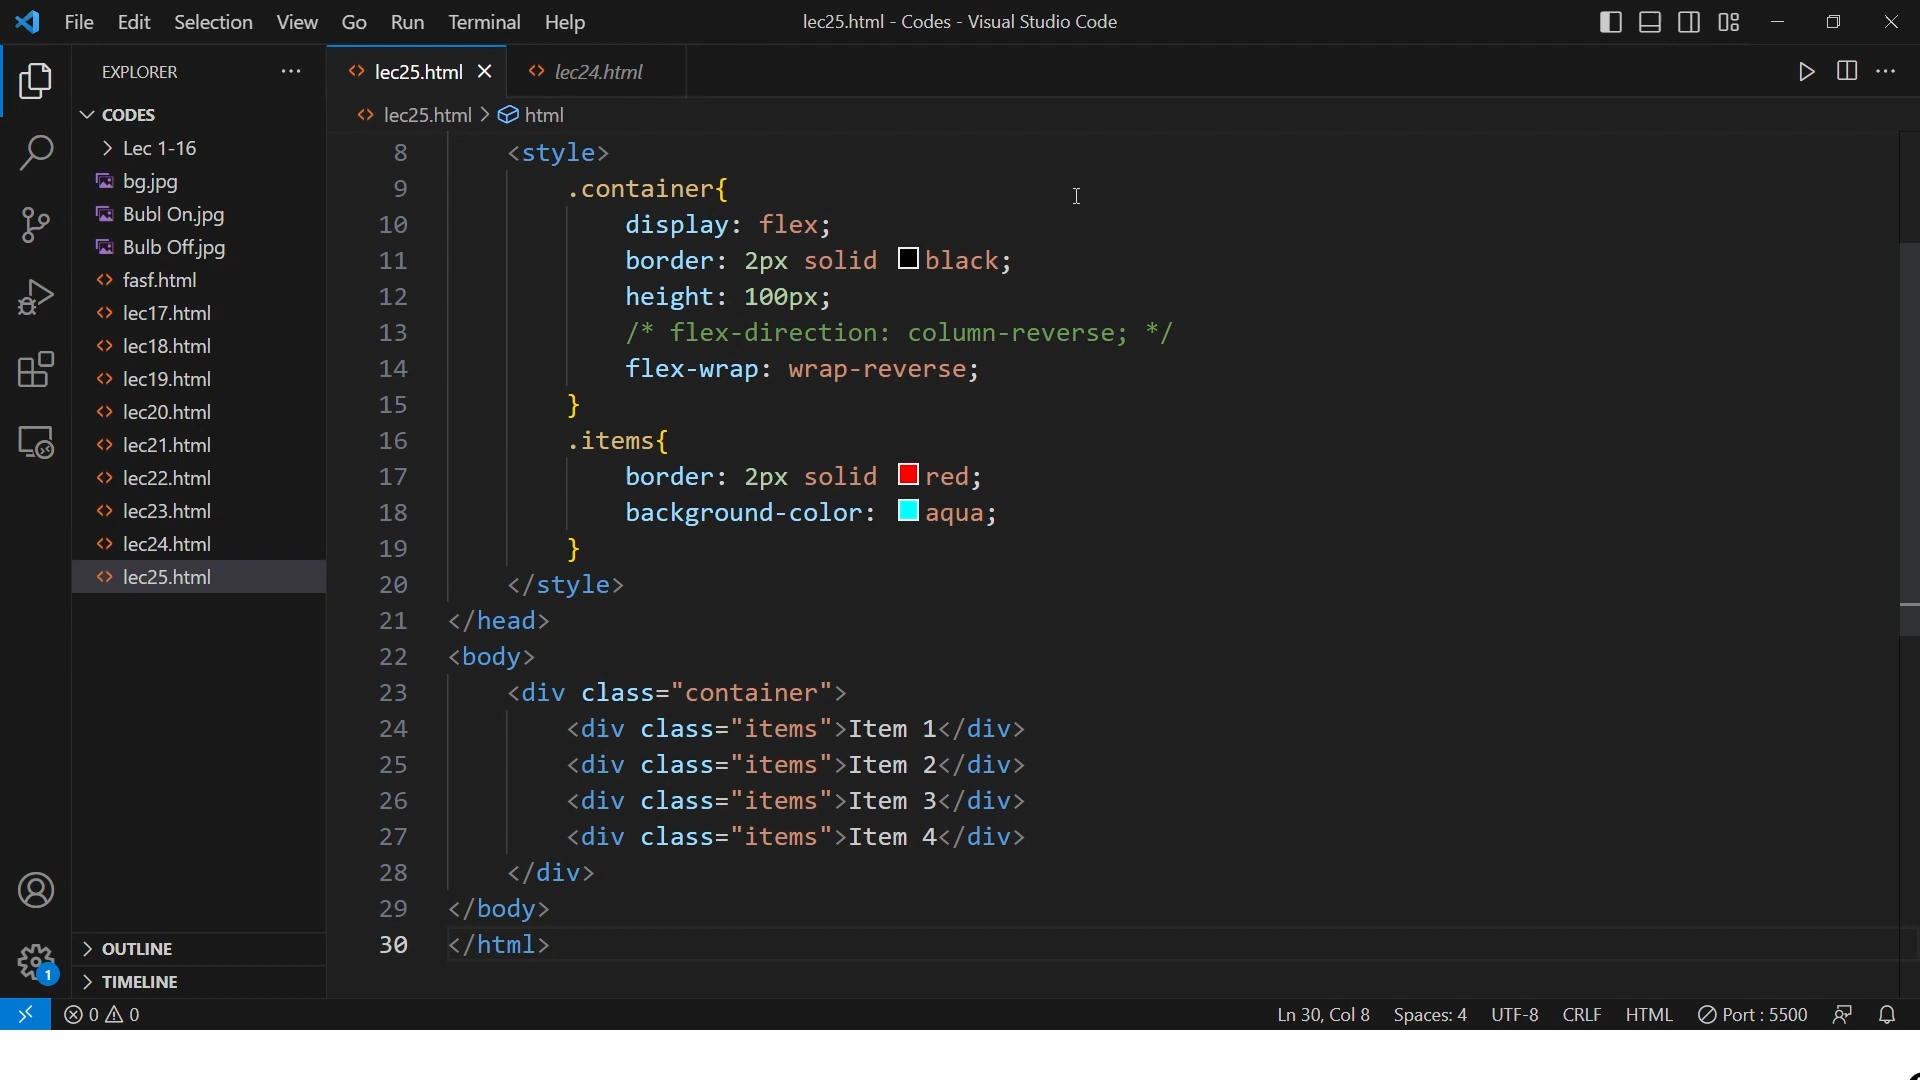 File Edit Selection View Go Run Terminal Help
lec25.html - Codes - Visual Studio Code
EXPLORER
CODES
Lec 1-16
bg.jpg
Bubl On.jpg
Bulb Off.jpg
fasf.html
lec17.html
lec18.html
lec19.html
lec20.html
lec21.html
lec22.html
lec23.html
lec24.html
lec25.html
OUTLINE
TIMELINE
1
lec25.html lec24.html
lec25.html > html
8 <style>
9 .container{
10 display: flex;
11 border: 2px solid black;
12 height: 100px;
13 /* flex-direction: column-reverse; */
14 flex-wrap: wrap-reverse;
15 }
16 .items{
17 border: 2px solid red;
18 background-color: aqua;
19 }
20 </style>
21 </head>
22 <body>
23 <div class="container">
24 <div class="items">Item 1</div>
25 <div class="items">Item 2</div>
26 <div class="items">Item 3</div>
27 <div class="items">Item 4</div>
28 </div>
29 </body>
30 </html>
0 0 Ln 30, Col 8 Spaces: 4 UTF-8 CRLF HTML Port : 5500